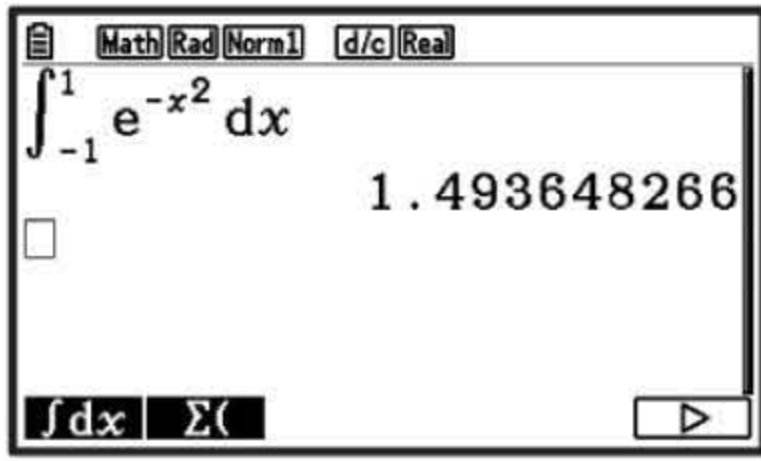 Math Rad Norm1 d/c Real
∫₋₁¹ e^(-x²) dx
1.493648266
∫dx Σ( ▷